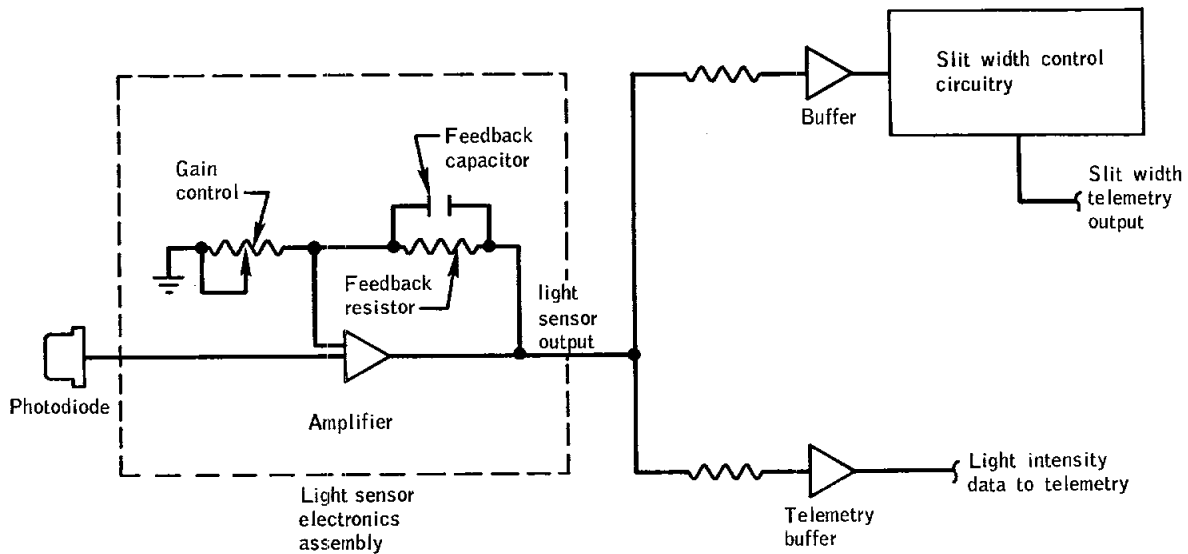 Slit width control
circuitry
Buffer
Slit width
telemetry
output
Feedback
capacitor
Gain
control
Feedback
resistor
light
sensor
output
Photodiode
Amplifier
Light sensor
electronics
assembly
Light intensity
data to telemetry
Telemetry
buffer